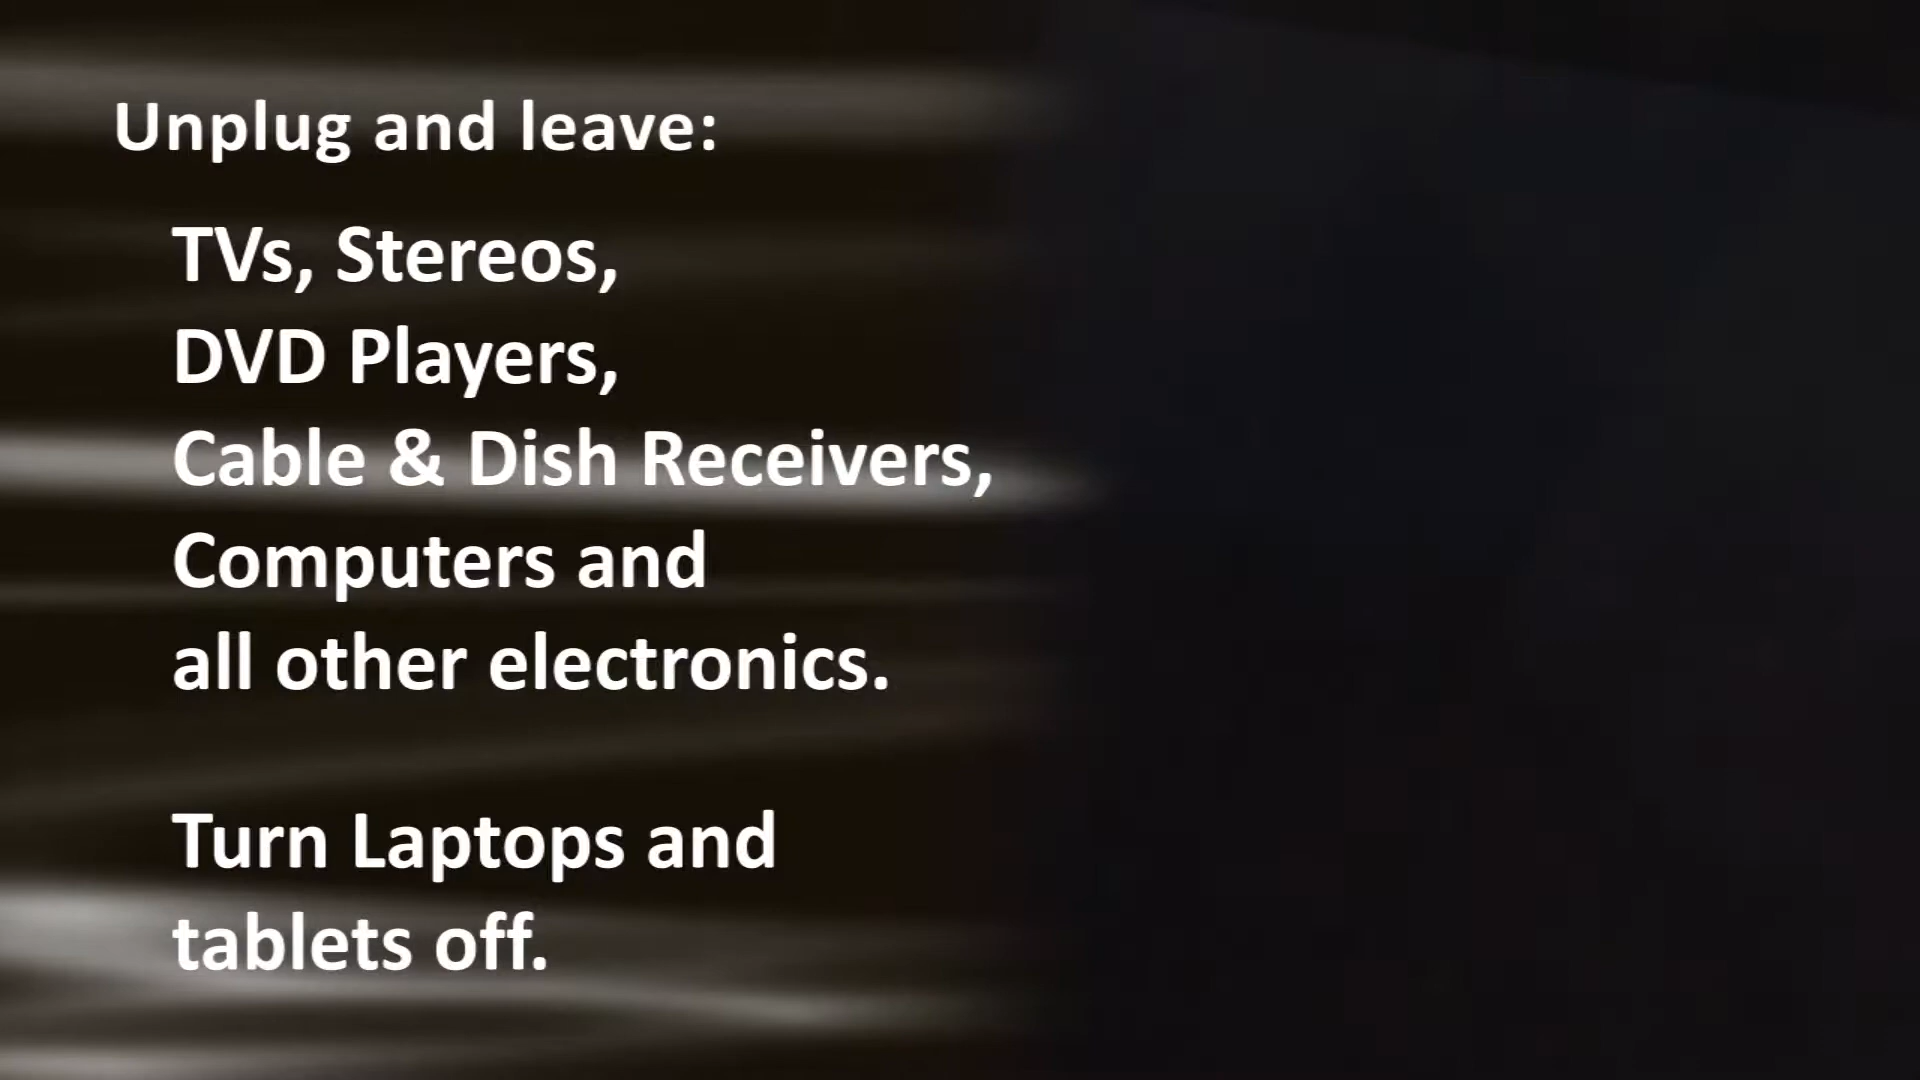 Unplug and leave:
TVs, Stereos,
DVD Players,
Cable & Dish Receivers,
Computers and
all other electronics.
Turn Laptops and
tablets off.